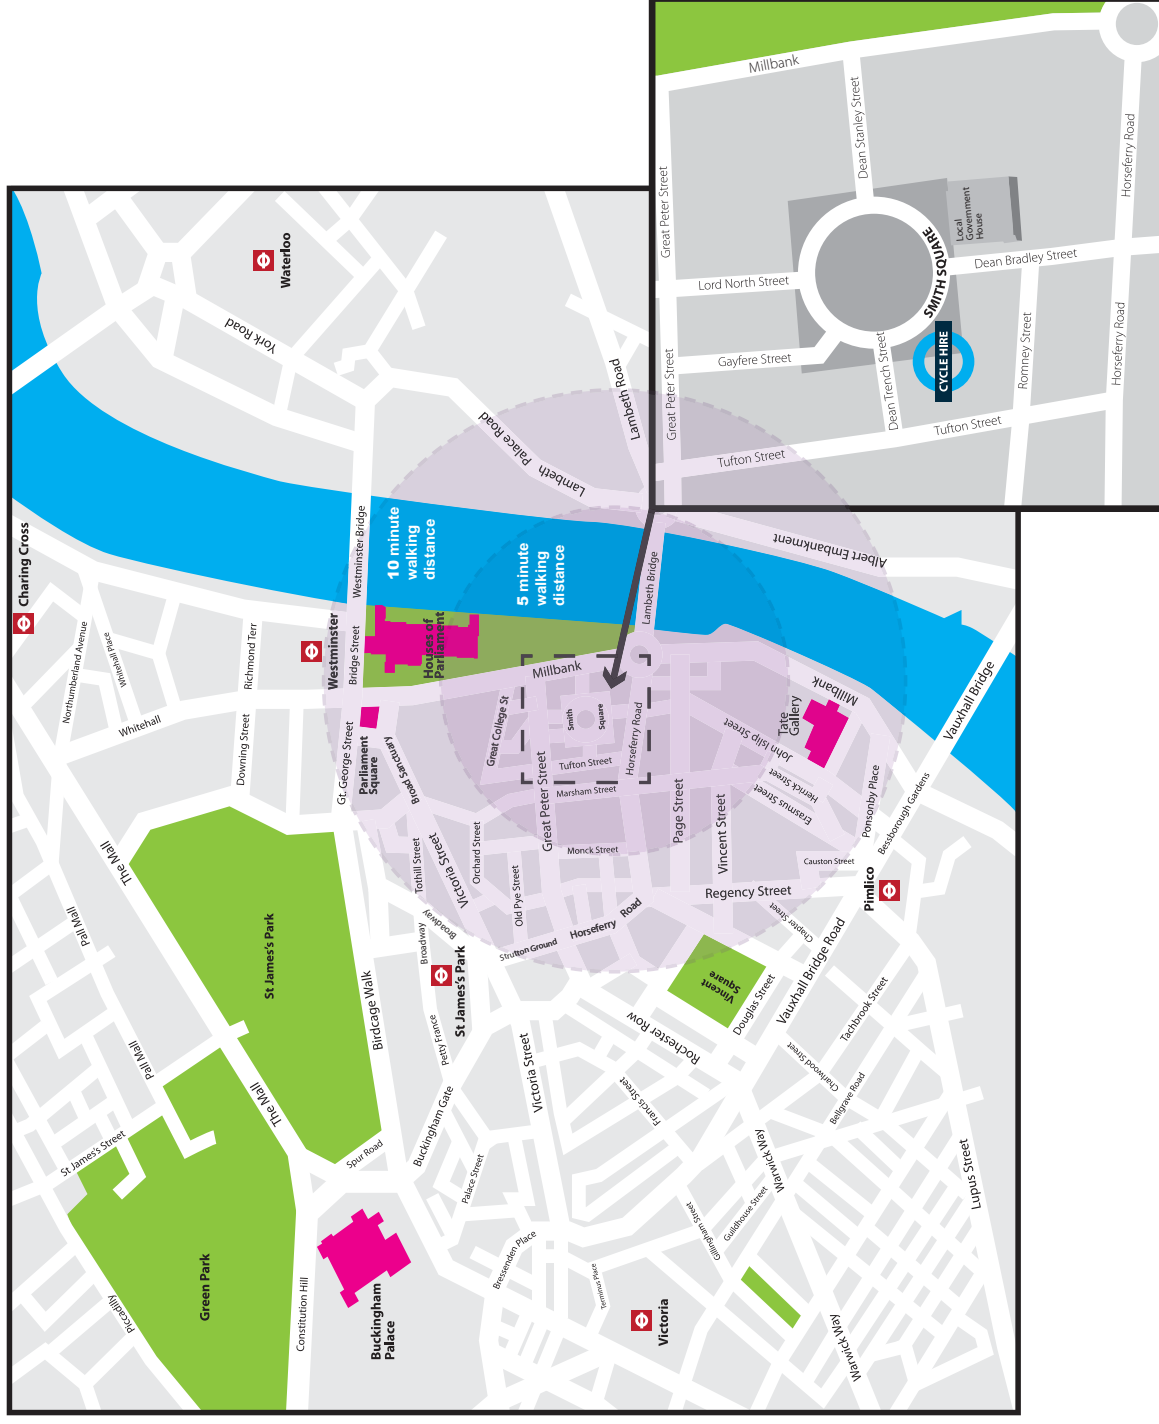 Millbank
Great Peter Street
Dean Stanley Street
Horseferry Road
Local
Government
House
SMITH SQUARE
Dean Bradley Street
Lord North Street
Gayfere Street
CYCLE HIRE
Romney Street
Horseferry Road
Great Peter Street
Dean Trench Street
Tufton Street
Tufton Street
Waterloo
York Road
Lambeth Road
Lambeth Palace Road
Charing Cross
Westminster Bridge
10 minute
walking
distance
5 minute
walking
distance
Albert Embankment
Lambeth Bridge
Northumberland Avenue
Whitehall Place
Richmond Terr
Westminster
Bridge Street
Houses of
Parliament
Millbank
Millbank
Whitehall
Downing Street
Gt. George Street
Parliament
Square
Broad Sanctuary
Great College St
Smith
Square
Horseferry Road
Tufton Street
John Islip Street
Tate
Gallery
Vauxhall Bridge
Great Peter Street
Marsham Street
Page Street
Vincent Street
Herrick Street
Erasmus Street
Ponsonby Place
Bessborough Gardens
The Mall
Pall Mall
Tothill Street
Victoria Street
Orchard Street
Old Pye Street
Monck Street
Causton Street
Regency Street
Pimlico
St James's Park
Broadway
Broadway
Strutton Ground
Horseferry Road
Chapter Street
Vauxhall Bridge Road
Birdcage Walk
St James's Park
Vincent
Square
Douglas Street
Tachbrook Street
Pall Mall
The Mall
Petty France
Victoria Street
Rochester Row
Francis Street
Charlwood Street
Bellgrave Road
St James's Street
Spur Road
Buckingham Gate
Palace Street
Warwick Way
Lupus Street
Gillingham Street
Guildhouse Street
Green Park
Piccadilly
Constitution Hill
Buckingham
Palace
Bressenden Place
Terminus Place
Victoria
Warwick Way